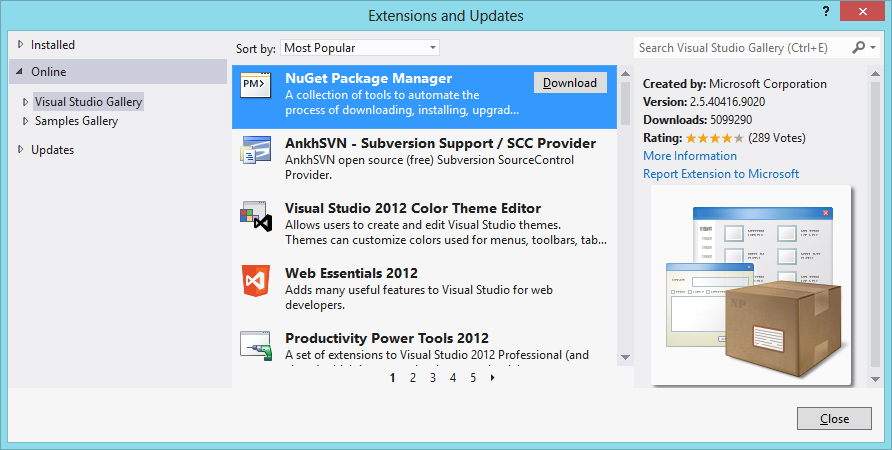 Extensions and Updates
?
Installed
Online
Visual Studio Gallery
Samples Gallery
Updates
Sort by: Most Popular
NuGet Package Manager
Download
A collection of tools to automate the
process of downloading, installing, upgrad...
AnkhSVN - Subversion Support / SCC Provider
AnkhSVN open source (free) Subversion SourceControl
Provider.
Visual Studio 2012 Color Theme Editor
Allows users to create and edit Visual Studio themes.
Themes can customize colors used for menus, toolbars, tab...
Web Essentials 2012
Adds many useful features to Visual Studio for web
developers.
Productivity Power Tools 2012
A set of extensions to Visual Studio 2012 Professional (and
1 2 3 4 5
Search Visual Studio Gallery (Ctrl+E)
Created by: Microsoft Corporation
Version: 2.5.40416.9020
Downloads: 5099290
Rating: (289 Votes)
More Information
Report Extension to Microsoft
NP
PM>
Close